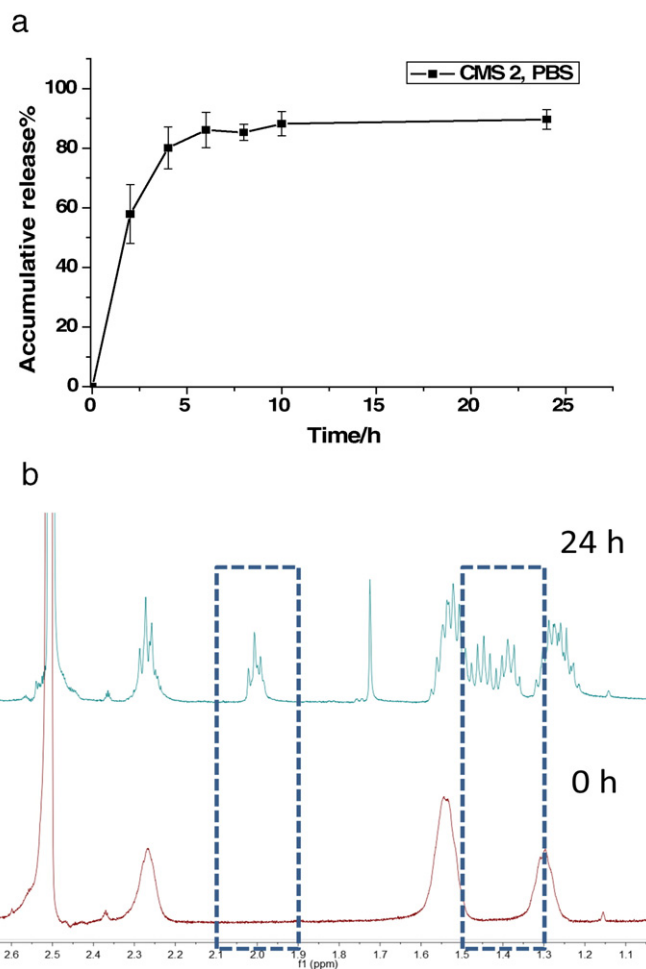 a
CMS 2, PBS
Accumulative release%
100
80
60
40
20
0
0 5 10 15 20 25
Time/h
b
24 h
0 h
2.6 2.5 2.4 2.3 2.2 2.1 2.0 1.9 1.8 1.7 1.6 1.5 1.4 1.3 1.2 1.1
f1 (ppm)